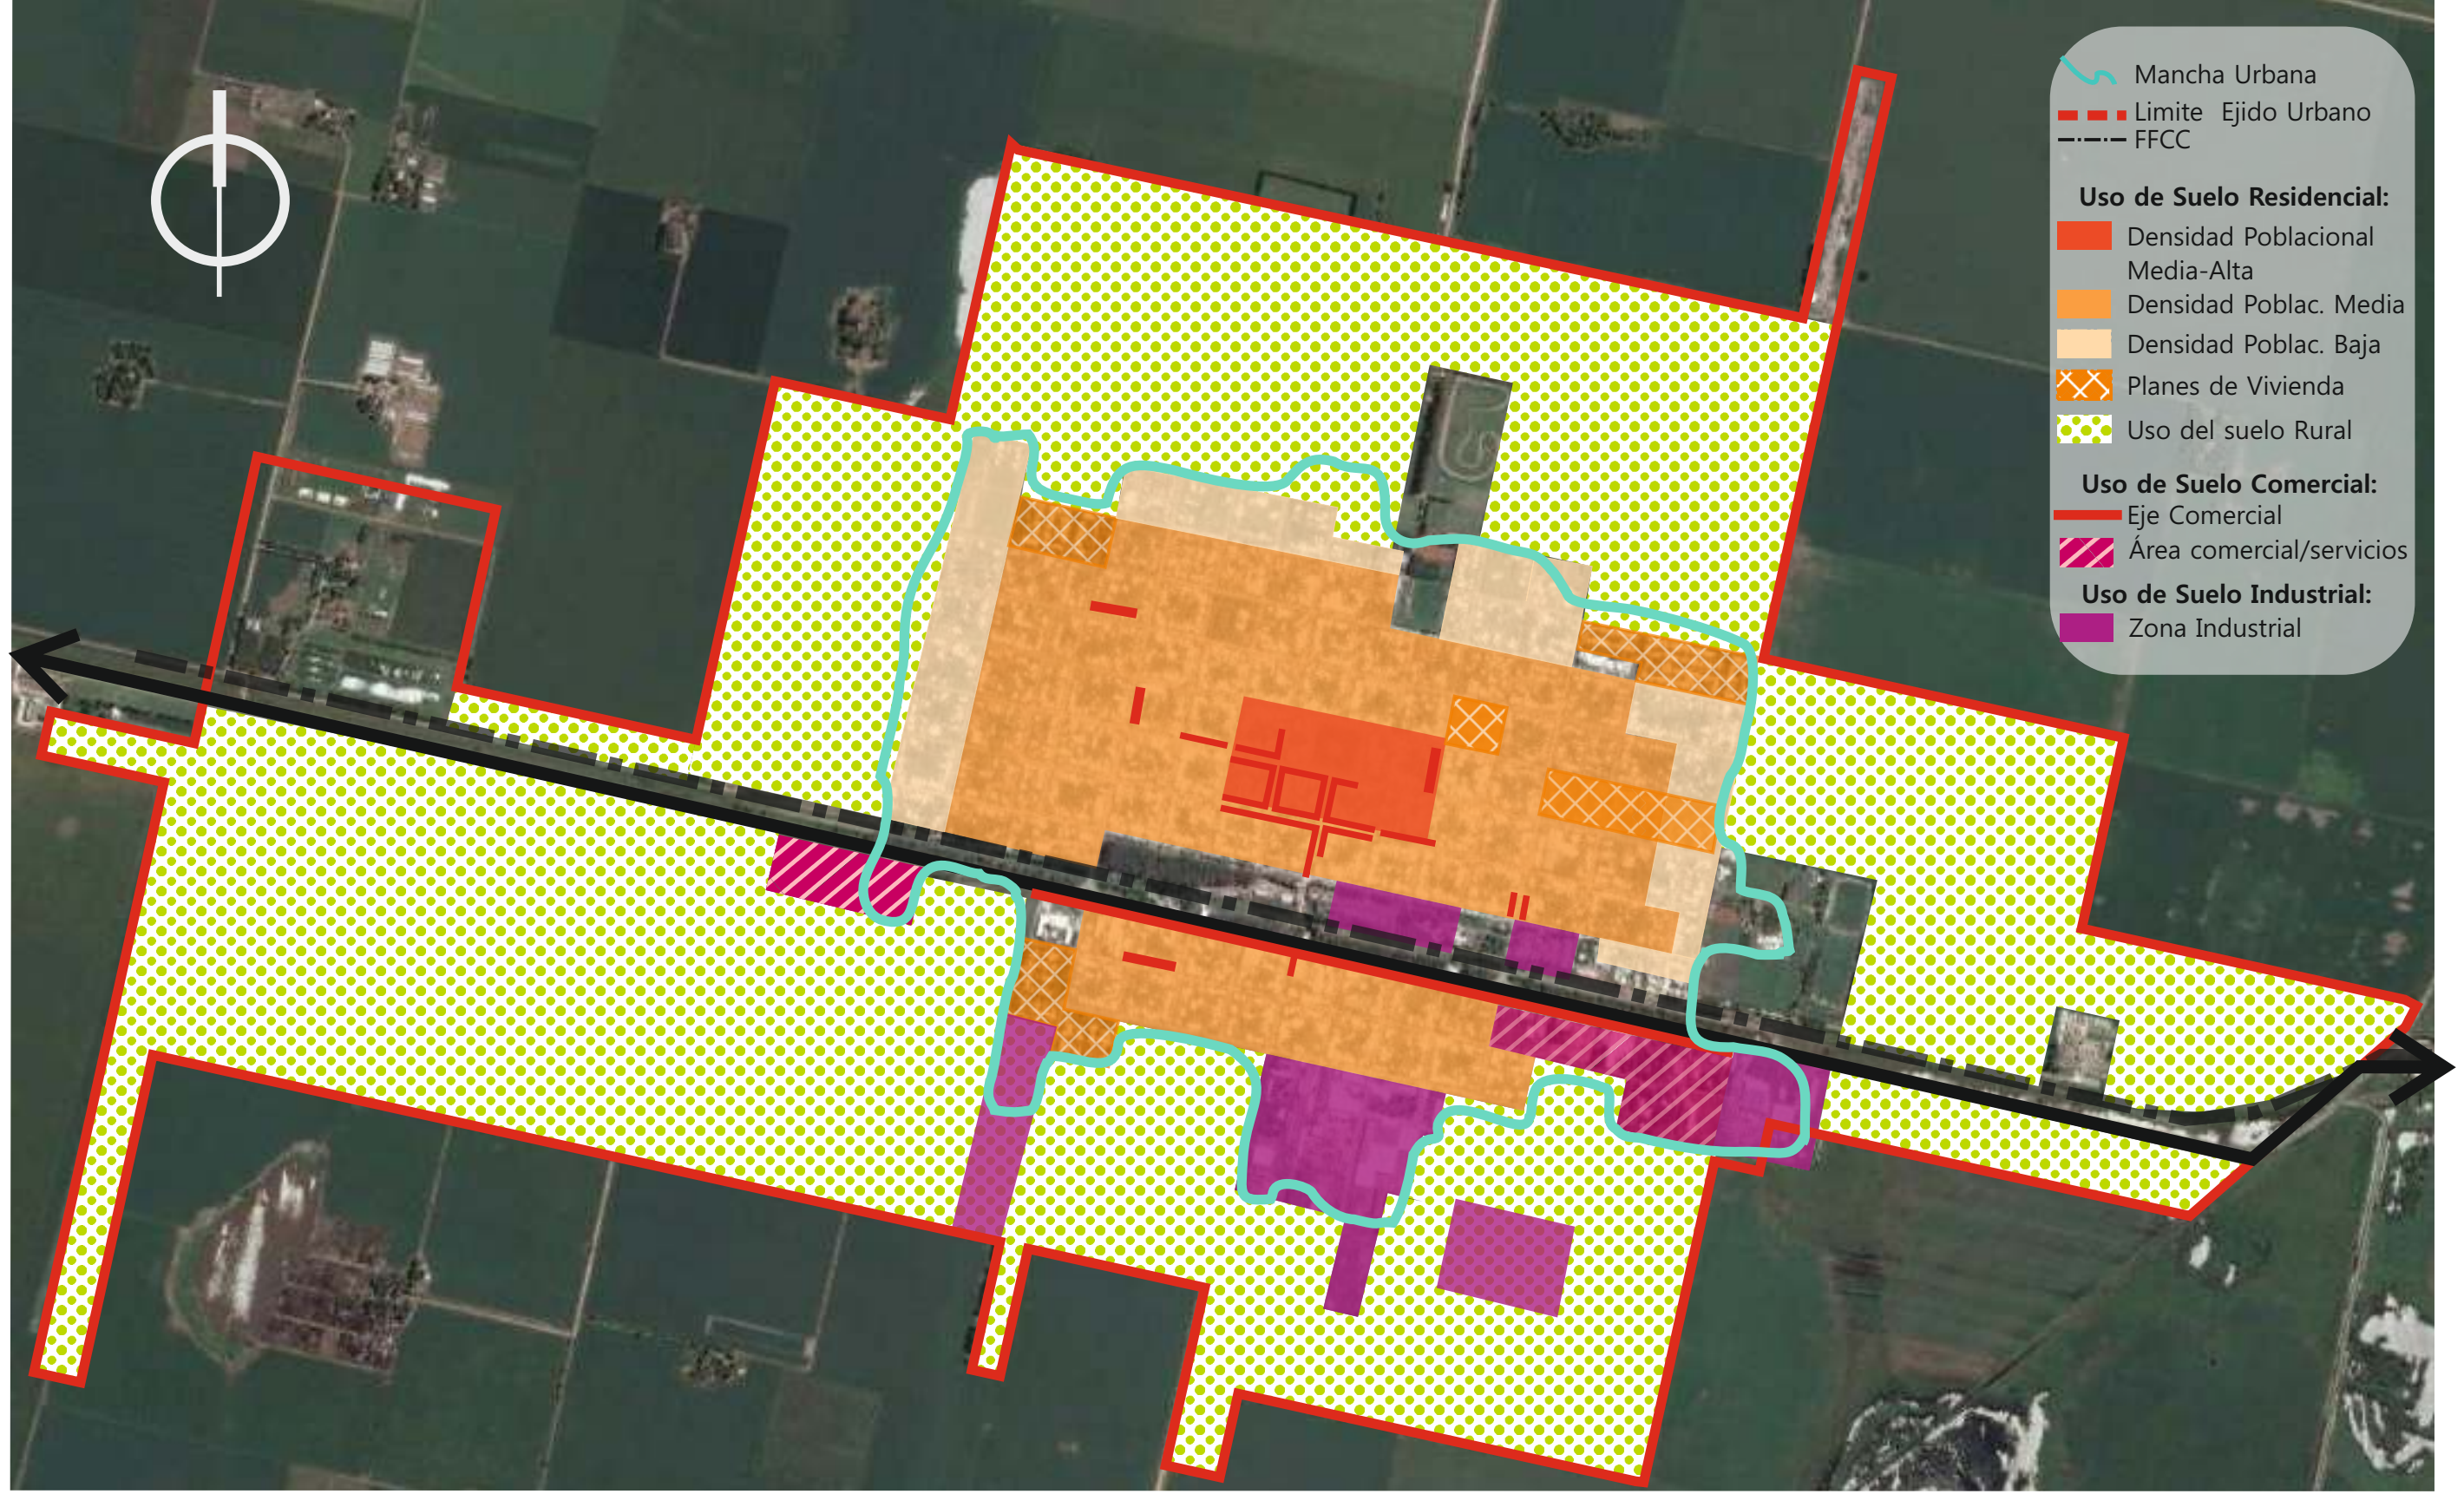 Mancha Urbana
Limite Ejido Urbano
FFCC
Uso de Suelo Residencial:
Densidad Poblacional
Media-Alta
Densidad Poblac. Media
Densidad Poblac. Baja
Planes de Vivienda
Uso del suelo Rural
Uso de Suelo Comercial:
Eje Comercial
Área comercial/servicios
Uso de Suelo Industrial:
Zona Industrial